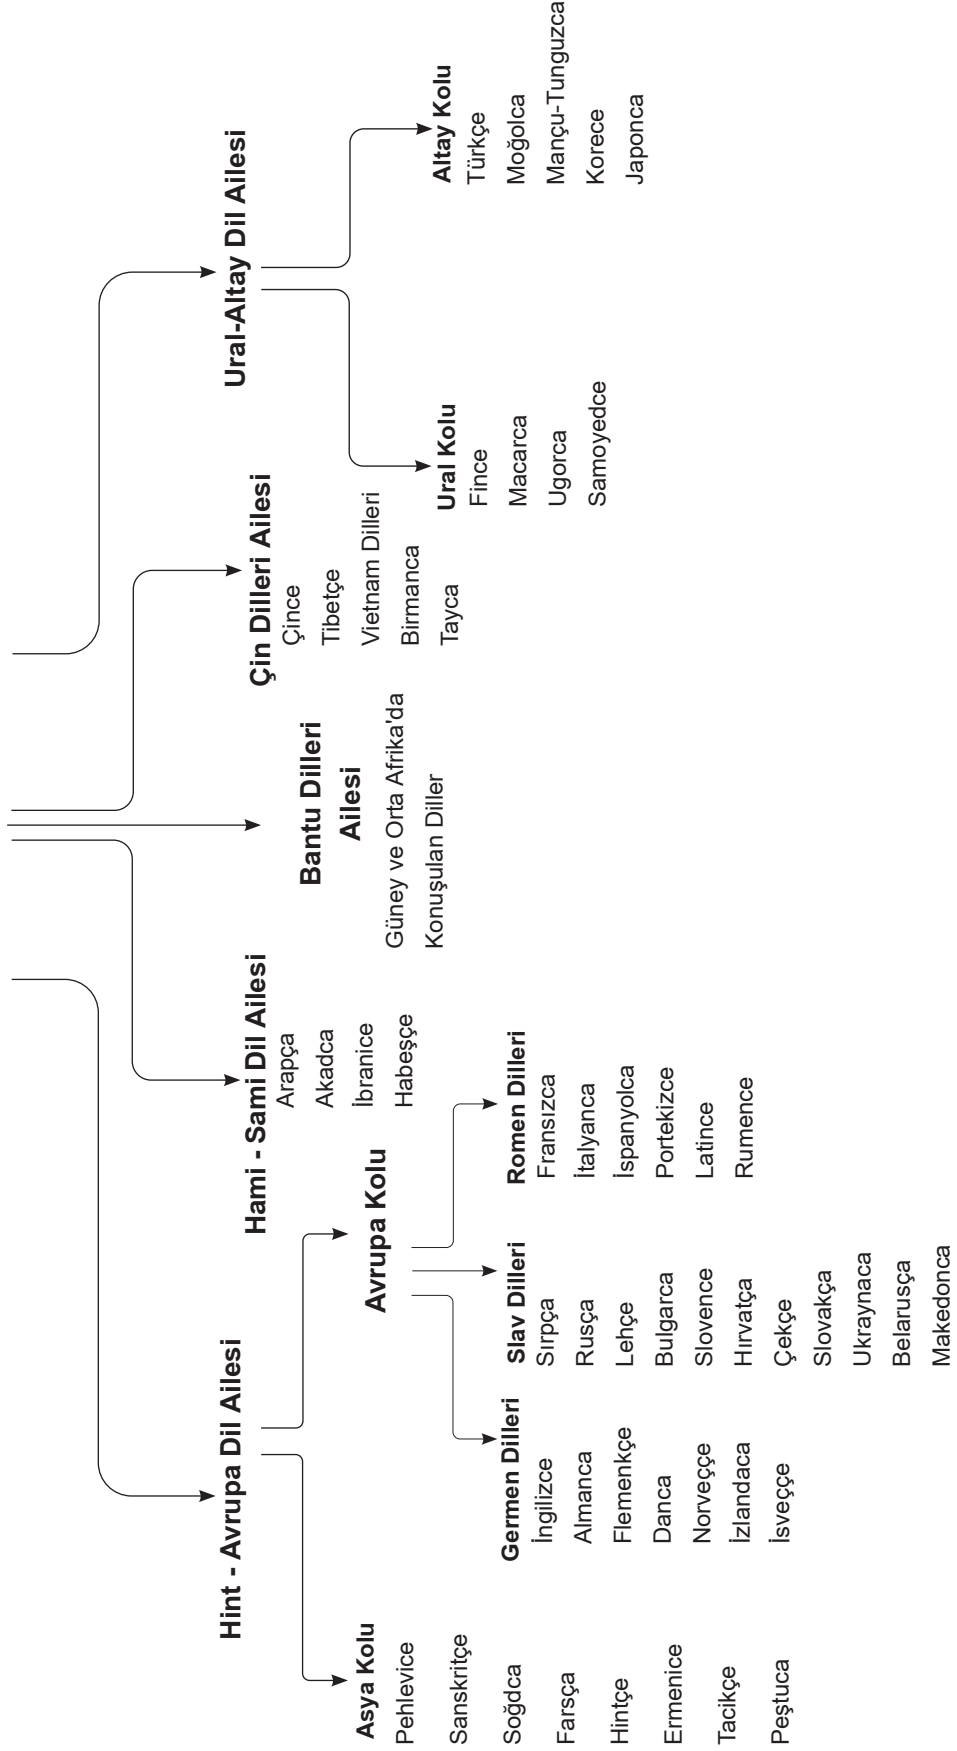 Hint - Avrupa Dil Ailesi
Asya Kolu
Pehlevice
Sanskritçe
Soğdca
Farsça
Hintçe
Ermenice
Tacikçe
Peştuca
Avrupa Kolu
Germen Dilleri
İngilizce
Almanca
Flemenkçe
Danca
Norveççe
İzlandaca
İsveççe
Slav Dilleri
Sırpça
Rusça
Lehçe
Bulgarca
Slovence
Hırvatça
Çekçe
Slovakça
Ukraynaca
Belarusça
Makedonca
Romen Dilleri
Fransızca
İtalyanca
İspanyolca
Portekizce
Latince
Rumence
Hami - Sami Dil Ailesi
Arapça
Akadca
İbranice
Habeşçe
Bantu Dilleri
Ailesi
Güney ve Orta Afrika'da
Konuşulan Diller
Çin Dilleri Ailesi
Çince
Tibetçe
Vietnam Dilleri
Birmanca
Tayca
Ural-Altay Dil Ailesi
Ural Kolu
Fince
Macarca
Ugorca
Samoyedce
Altay Kolu
Türkçe
Moğolca
Mançu-Tunguzca
Korece
Japonca